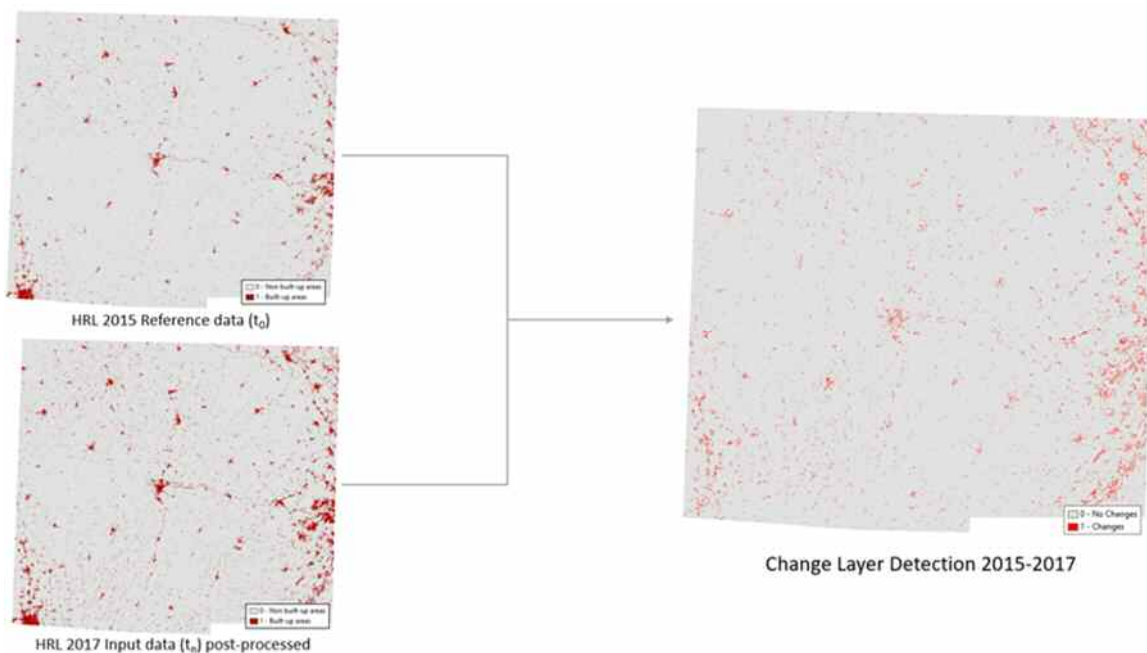 0 - Non built-up areas
1 - Built-up areas
HRL 2015 Reference data (t₀)
0 - Non built-up areas
1 - Built-up areas
HRL 2017 Input data (tₙ) post-processed
0 - No Changes
1 - Changes
Change Layer Detection 2015-2017